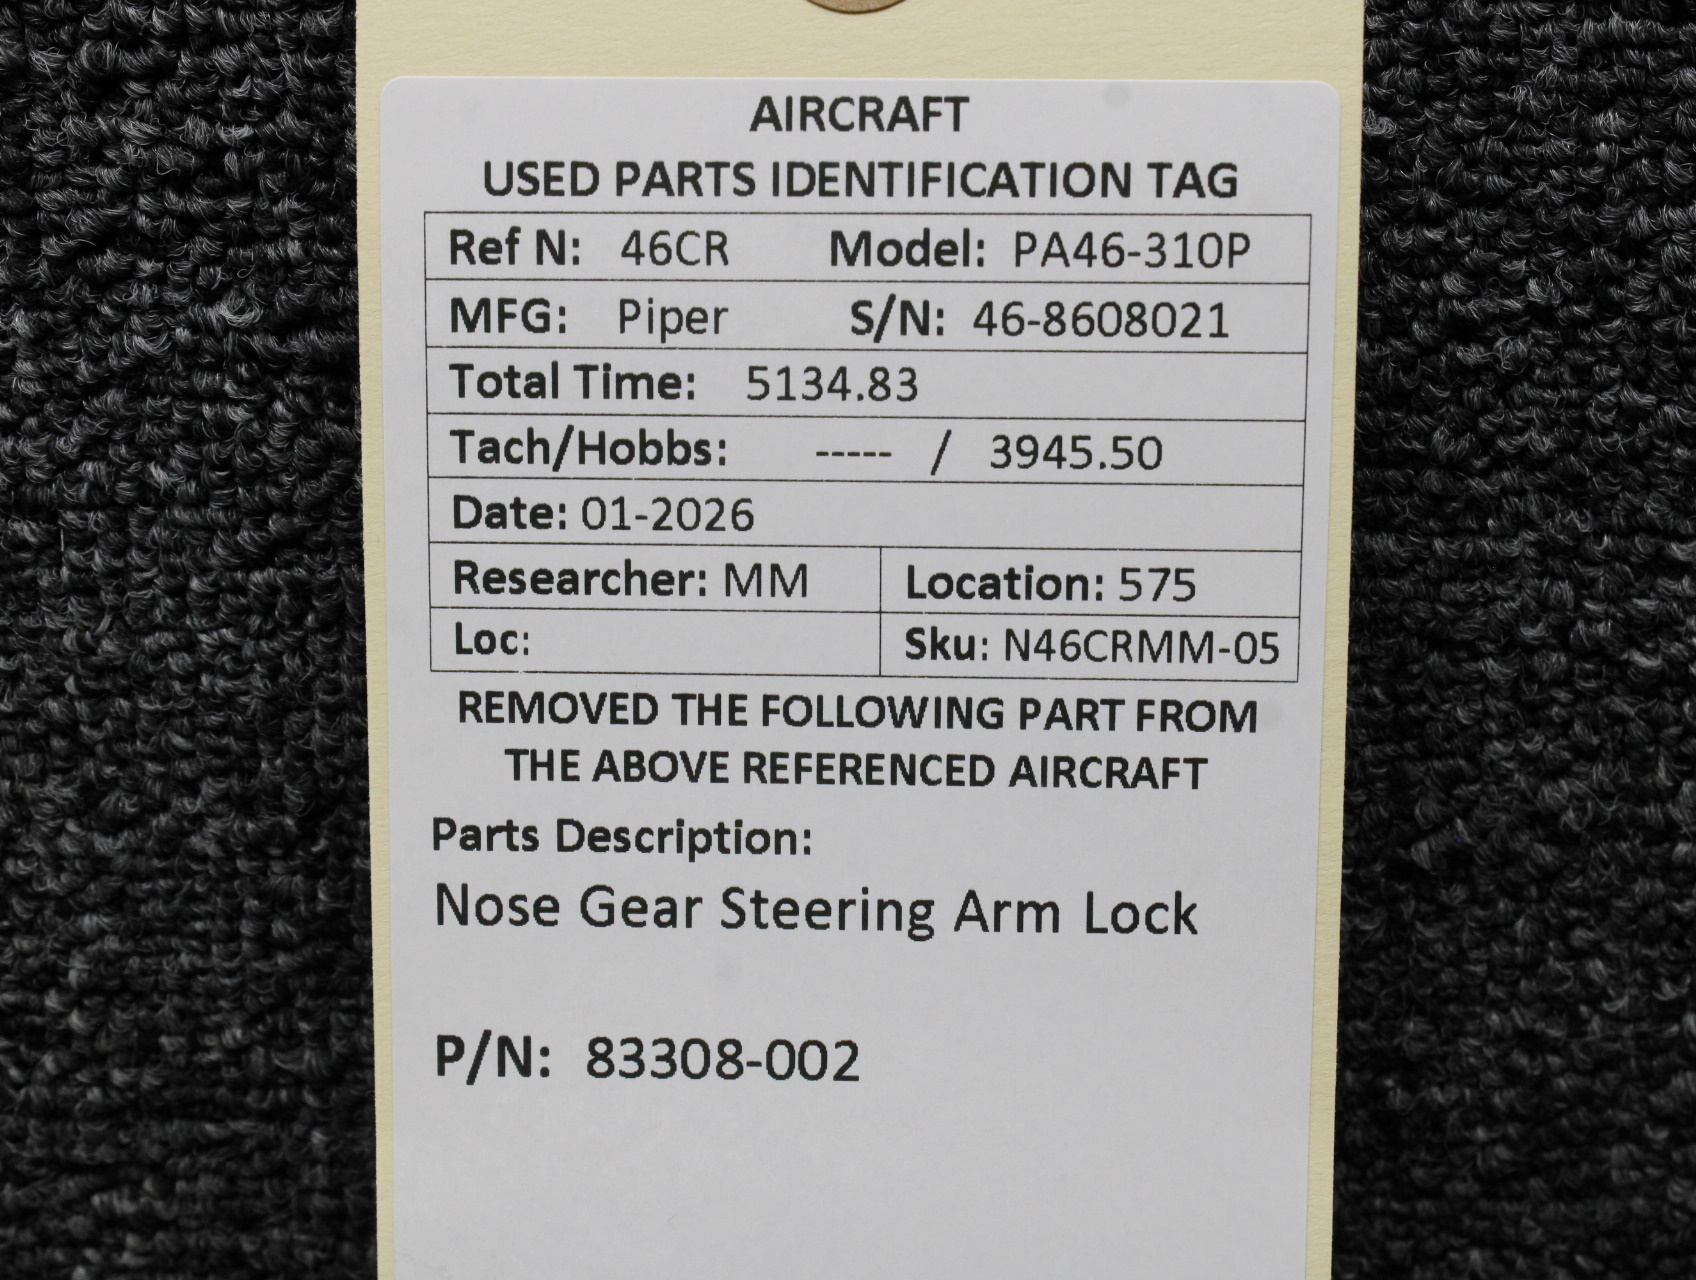 AIRCRAFT
USED PARTS IDENTIFICATION TAG
Ref N: 46CR Model: PA46-310P
MFG: Piper S/N: 46-8608021
Total Time: 5134.83
Tach/Hobbs: ----- / 3945.50
Date: 01-2026
Researcher: MM Location: 575
Loc: Sku: N46CRMM-05
REMOVED THE FOLLOWING PART FROM
THE ABOVE REFERENCED AIRCRAFT
Parts Description:
Nose Gear Steering Arm Lock
P/N: 83308-002